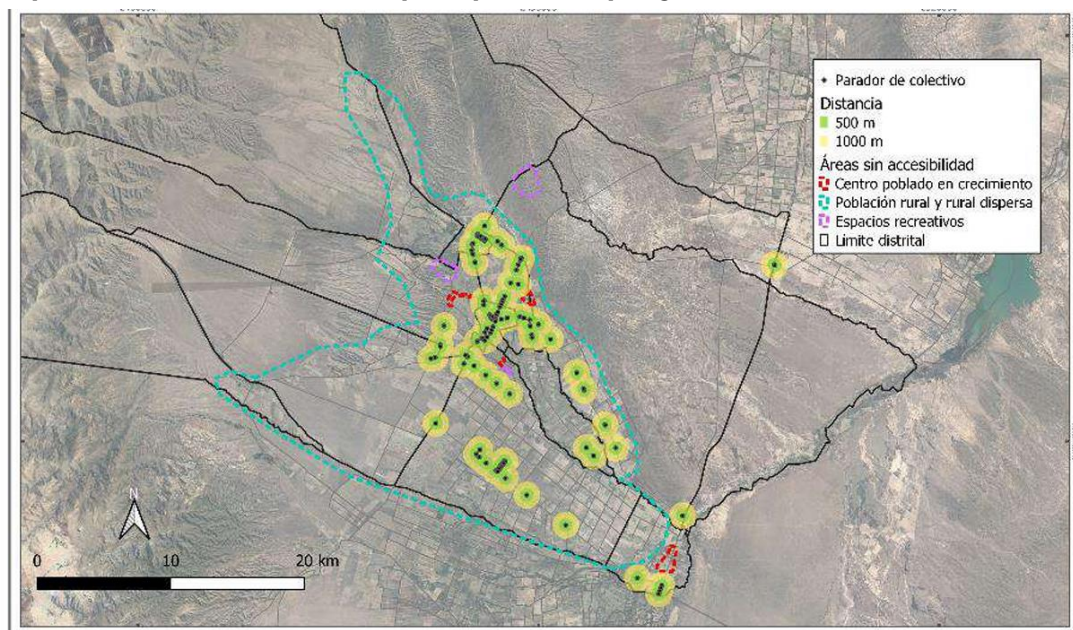 Parador de colectivo
Distancia
500 m
1000 m
Áreas sin accesibilidad
Centro poblado en crecimiento
Población rural y rural dispersa
Espacios recreativos
Limite distrital
N
0 10 20 km